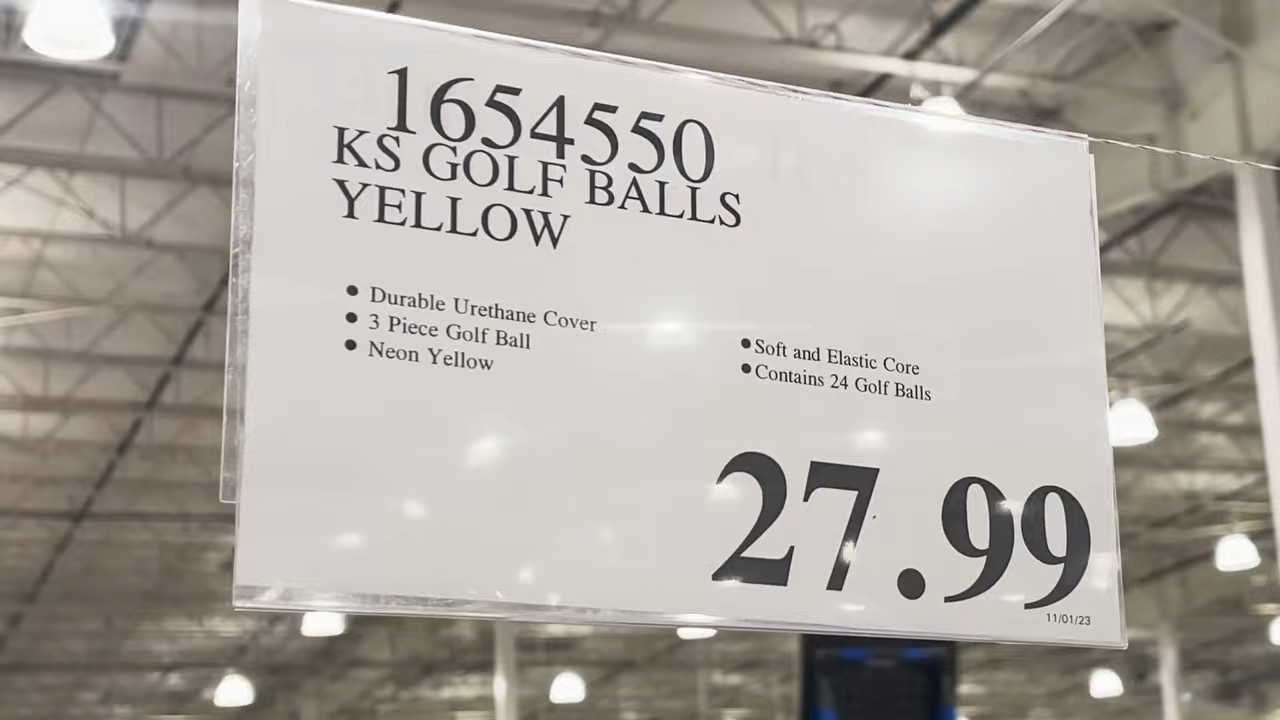 1654550
KS GOLF BALLS
YELLOW
• Durable Urethane Cover
• 3 Piece Golf Ball
• Neon Yellow
• Soft and Elastic Core
• Contains 24 Golf Balls
27.99
11/01/23